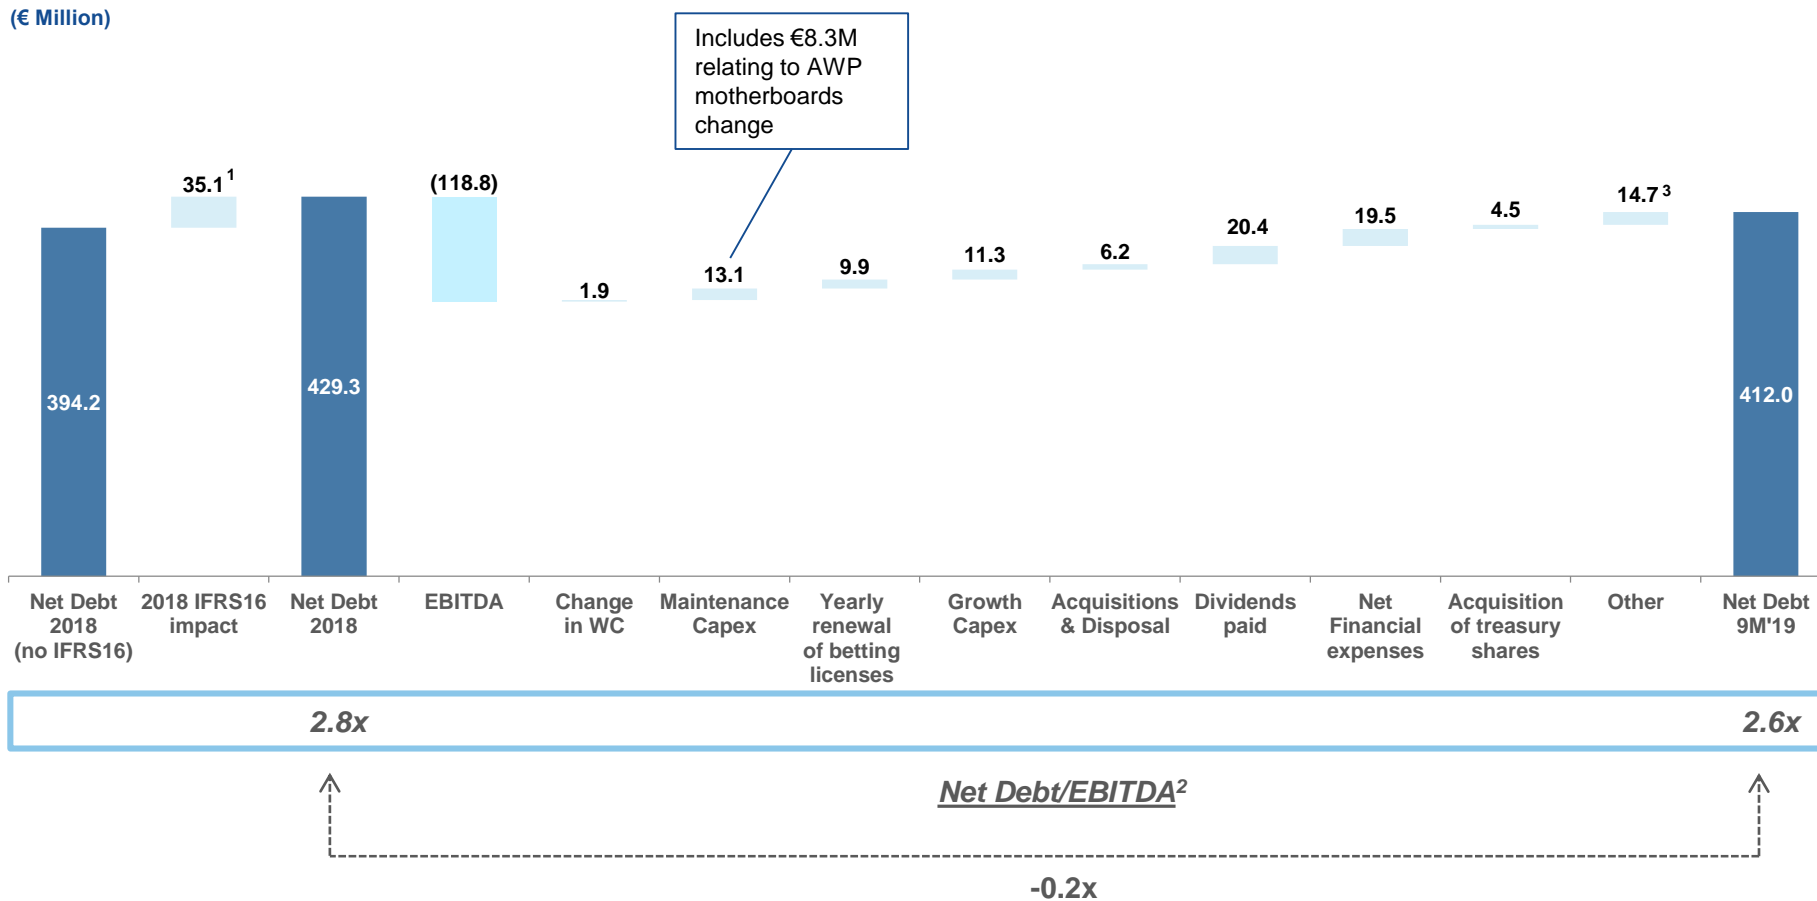 (€ Million)
Includes €8.3M
relating to AWP
motherboards
change
35.1 1
(118.8)
1.9
13.1
9.9
11.3
6.2
20.4
19.5
4.5
14.7 3
394.2
429.3
412.0
Net Debt
2018
(no IFRS16)
2018 IFRS16
impact
Net Debt
2018
EBITDA
Change
in WC
Maintenance
Capex
Yearly
renewal
of betting
licenses
Growth
Capex
Acquisitions
& Disposal
Dividends
paid
Net
Financial
expenses
Acquisition
of treasury
shares
Other
Net Debt
9M'19
2.8x
2.6x
Net Debt/EBITDA2
-0.2x